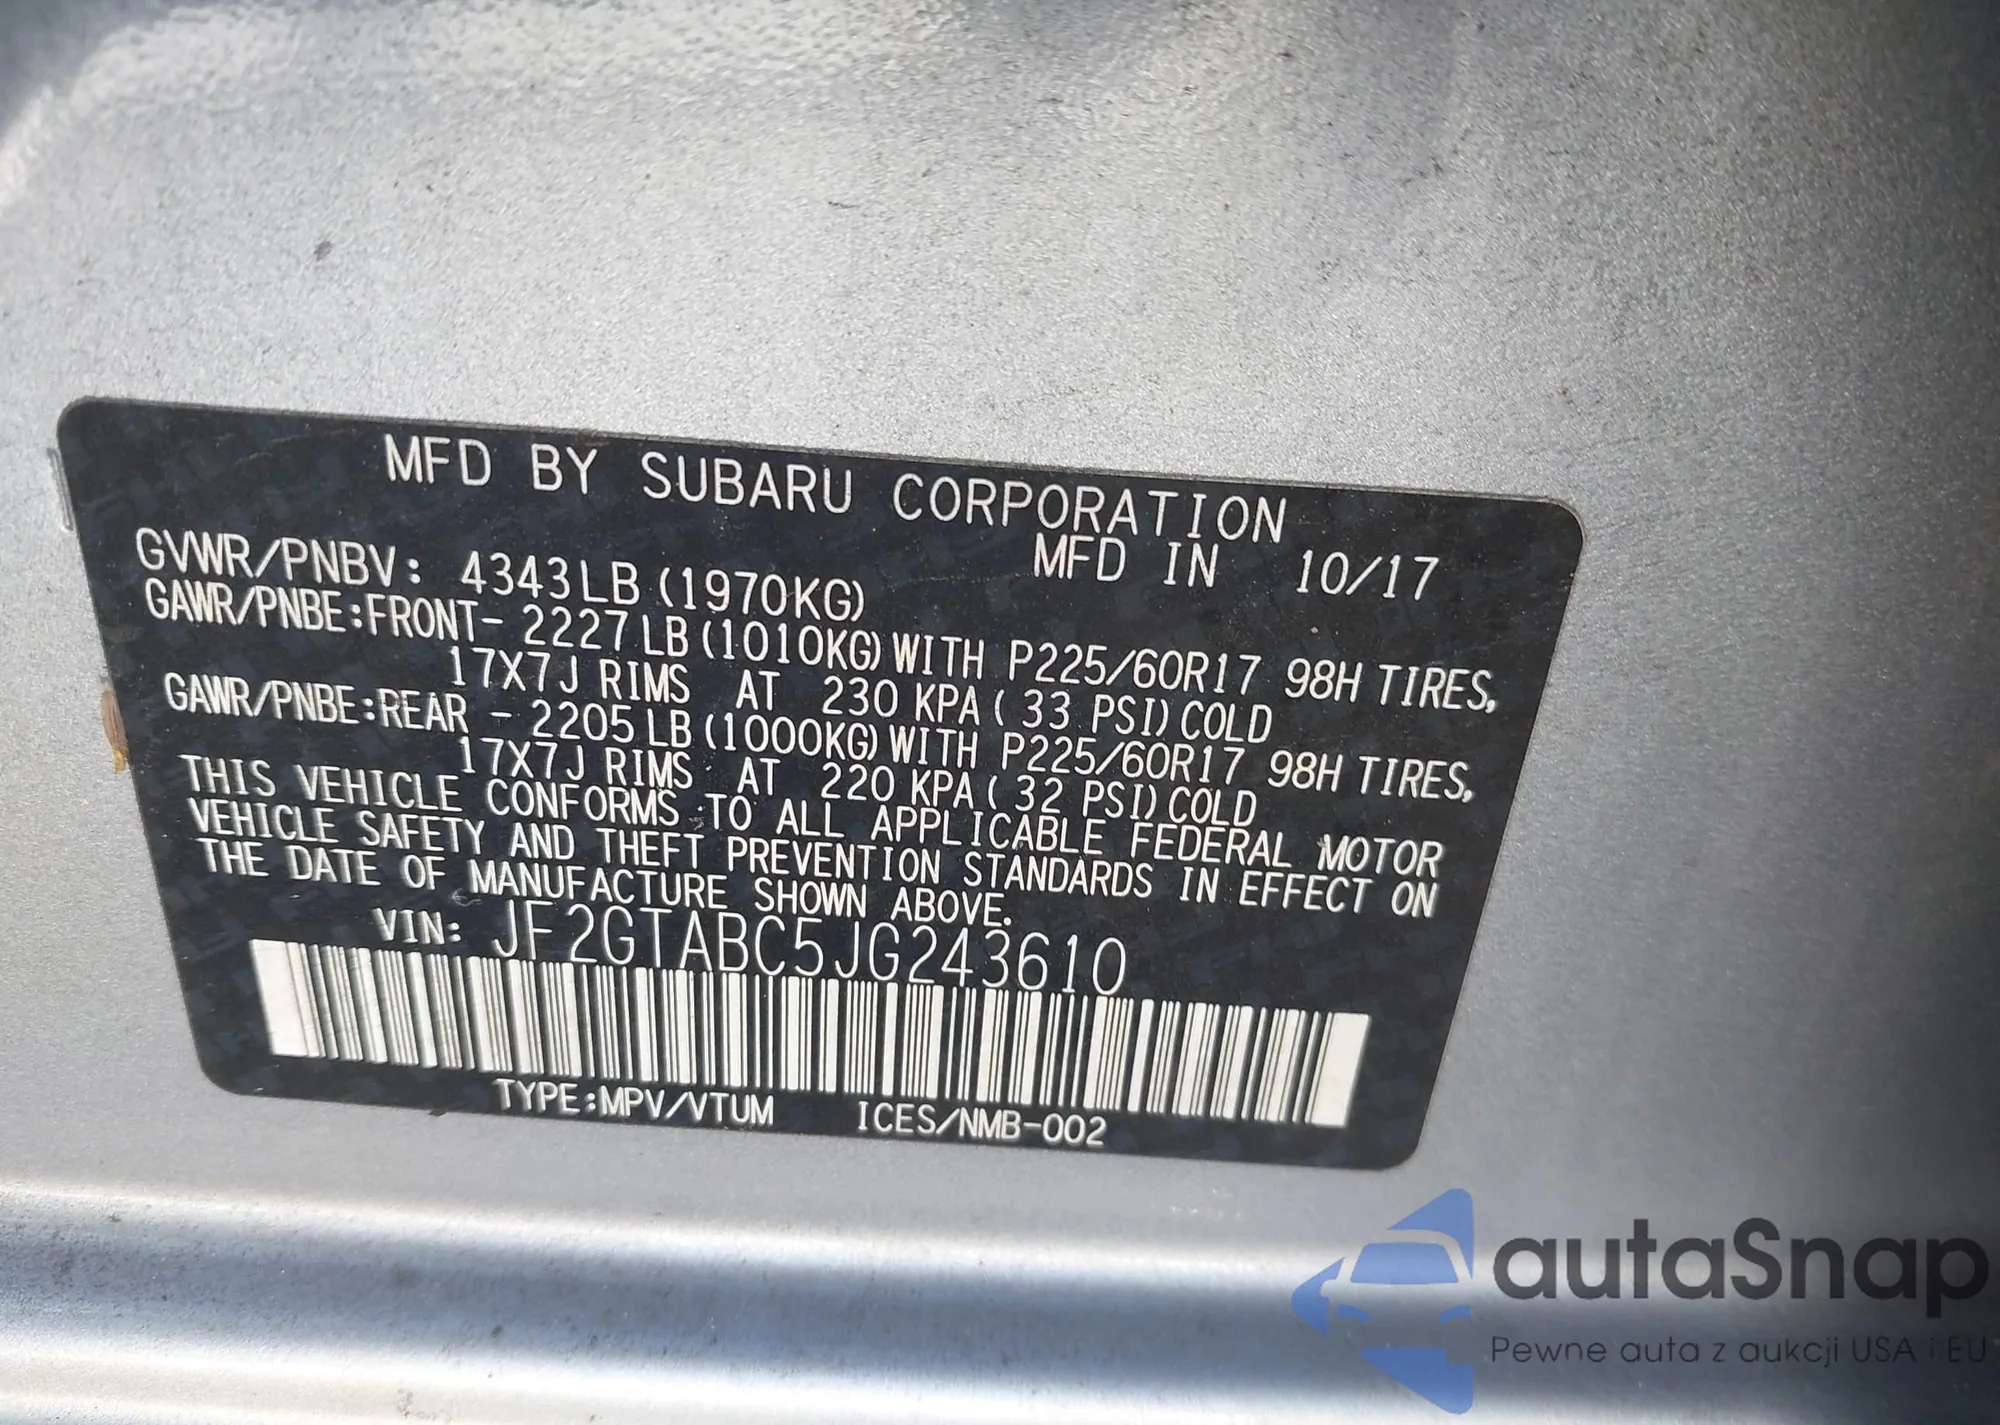 MFD BY SUBARU CORPORATION
MFD IN 10/17
GVWR/PNBV: 4343LB (1970KG)
GAWR/PNBE:FRONT- 2227LB(1010KG)WITH P225/60R17 98H TIRES,
17X7J RIMS AT 230 KPA( 33 PSI)COLD
GAWR/PNBE:REAR - 2205LB(1000KG)WITH P225/60R17 98H TIRES,
17X7J RIMS AT 220 KPA( 32 PSI)COLD
THIS VEHICLE CONFORMS TO ALL APPLICABLE FEDERAL MOTOR
VEHICLE SAFETY AND THEFT PREVENTION STANDARDS IN EFFECT ON
THE DATE OF MANUFACTURE SHOWN ABOVE.
VIN: JF2GTABC5JG243610
TYPE:MPV/VTUM ICES/NMB-002
autaSnap
Pewne auta z aukcji USA i EU